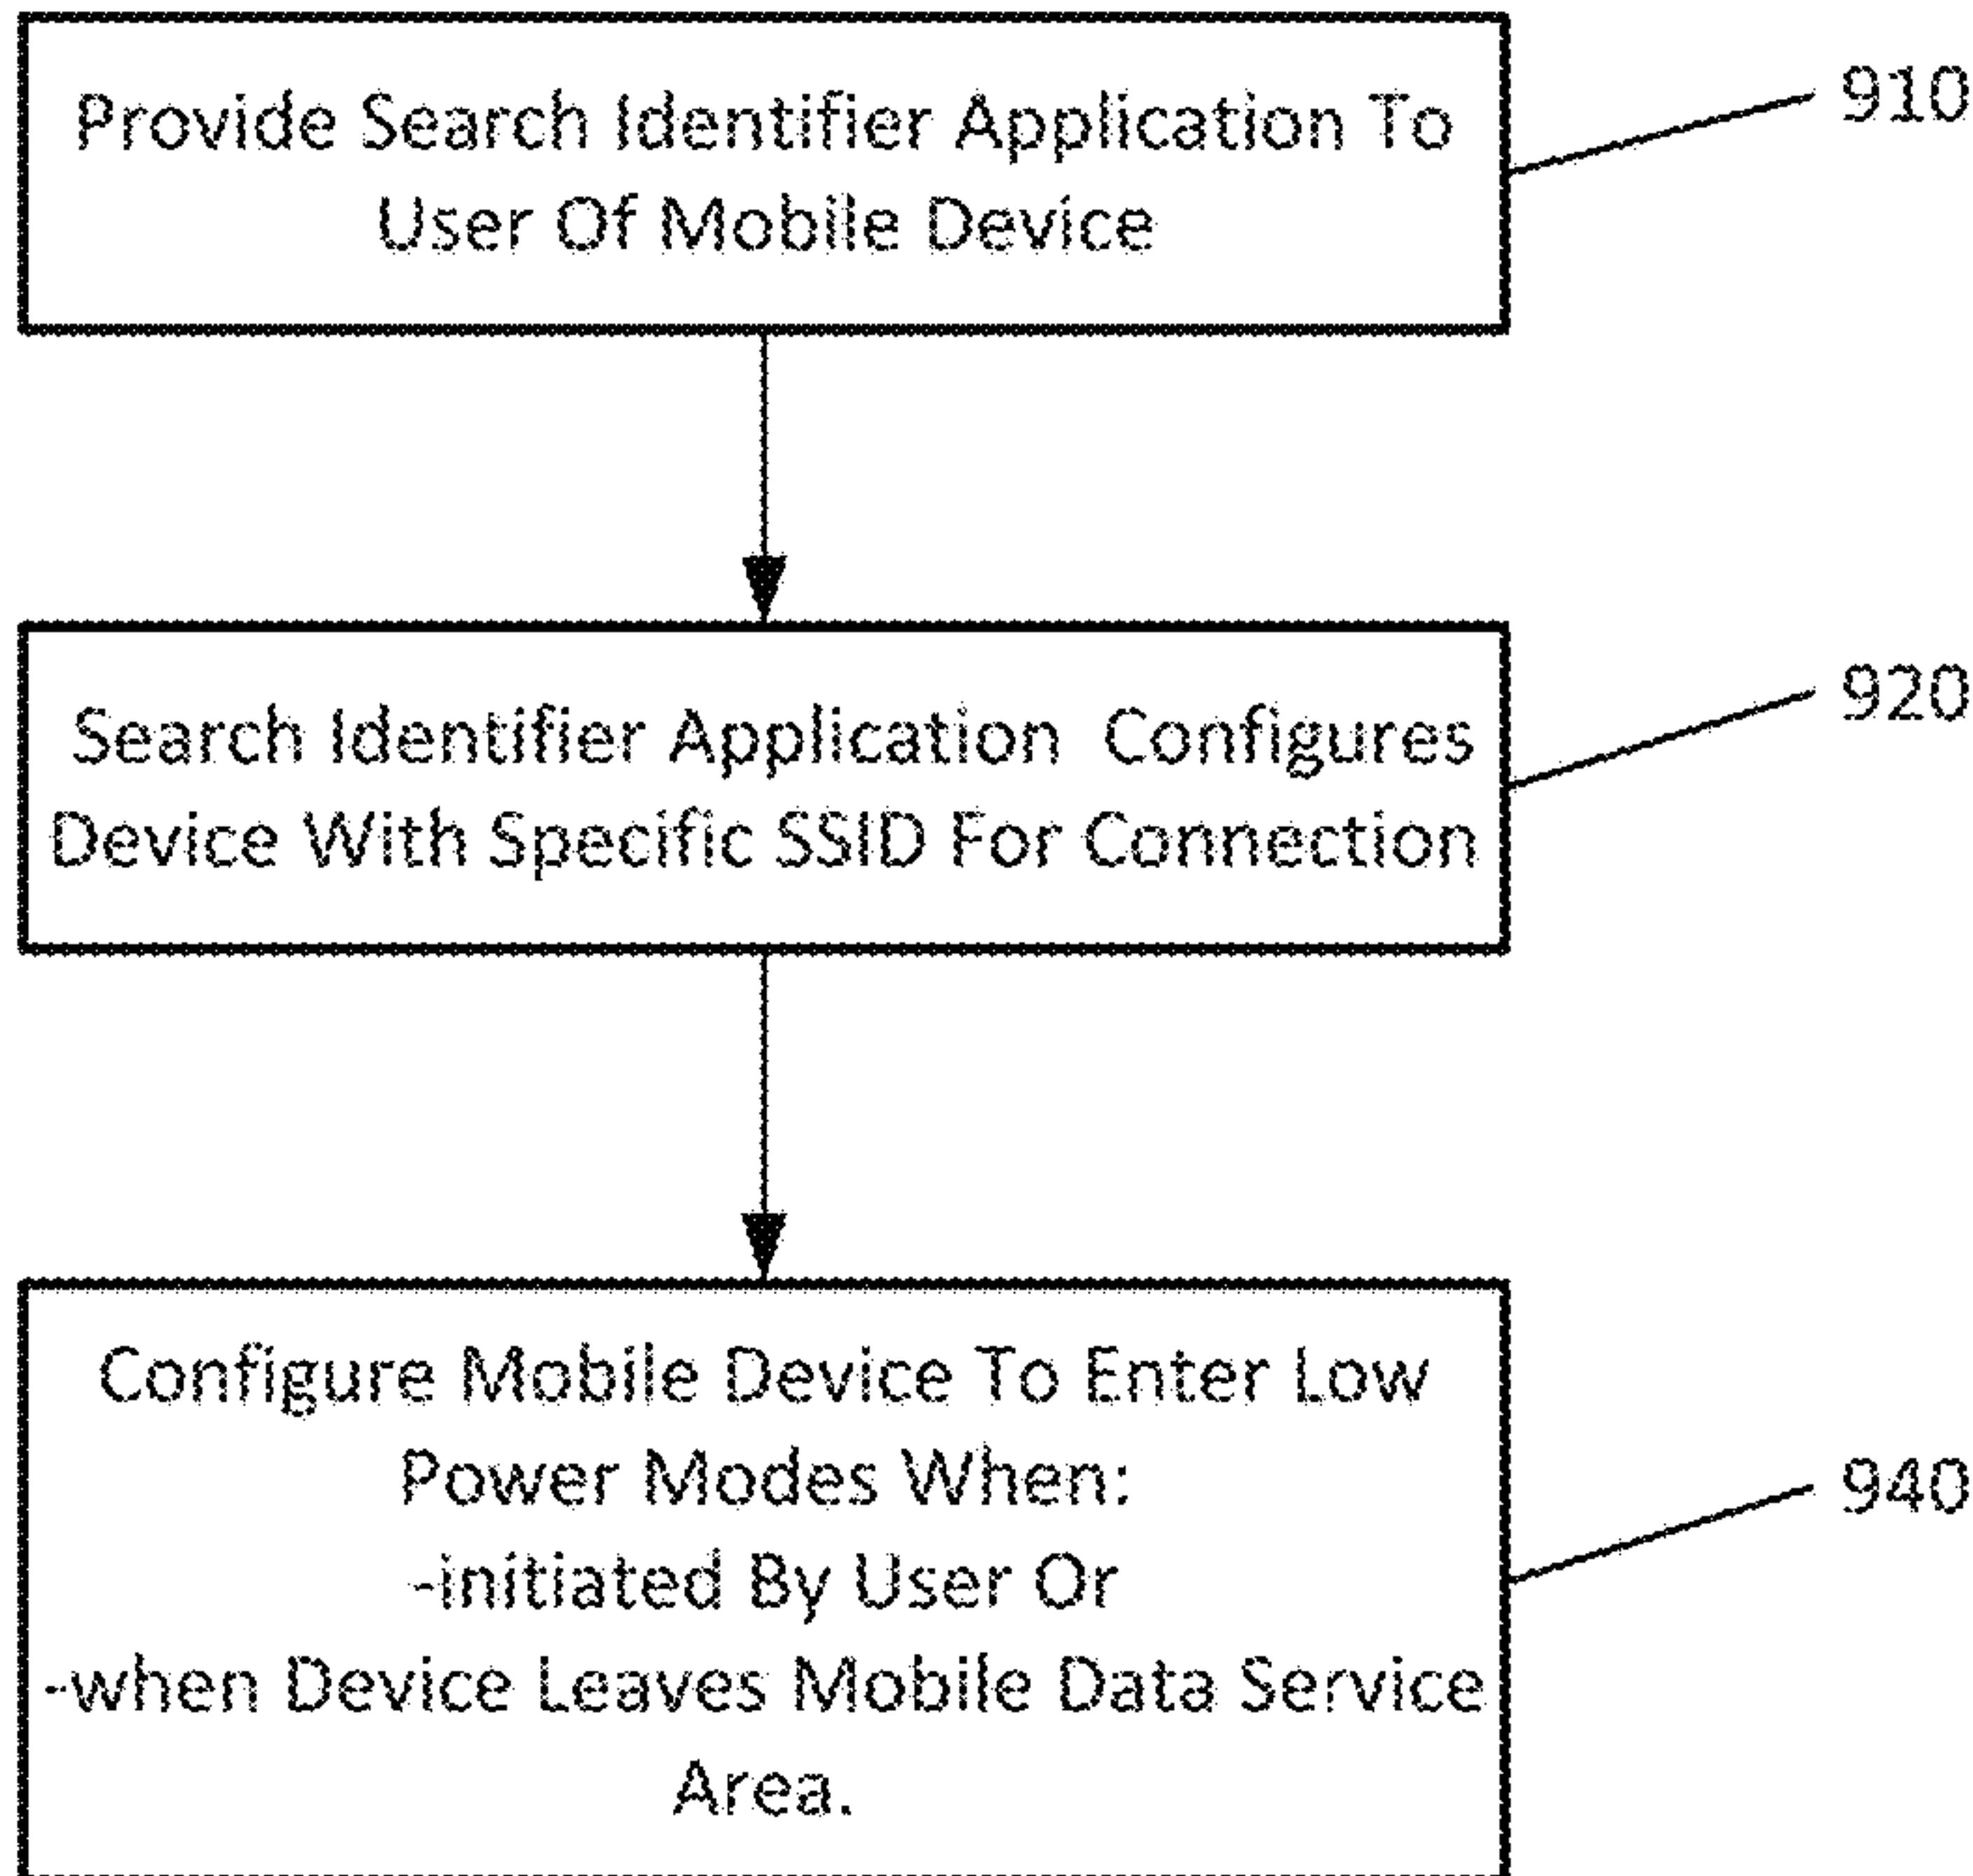 Provide Search Identifier Application To
User Of Mobile Device
910
Search Identifier Application Configures
Device With Specific SSID For Connection
920
Configure Mobile Device To Enter Low
Power Modes When:
-initiated By User Or
-when Device Leaves Mobile Data Service
Area.
940